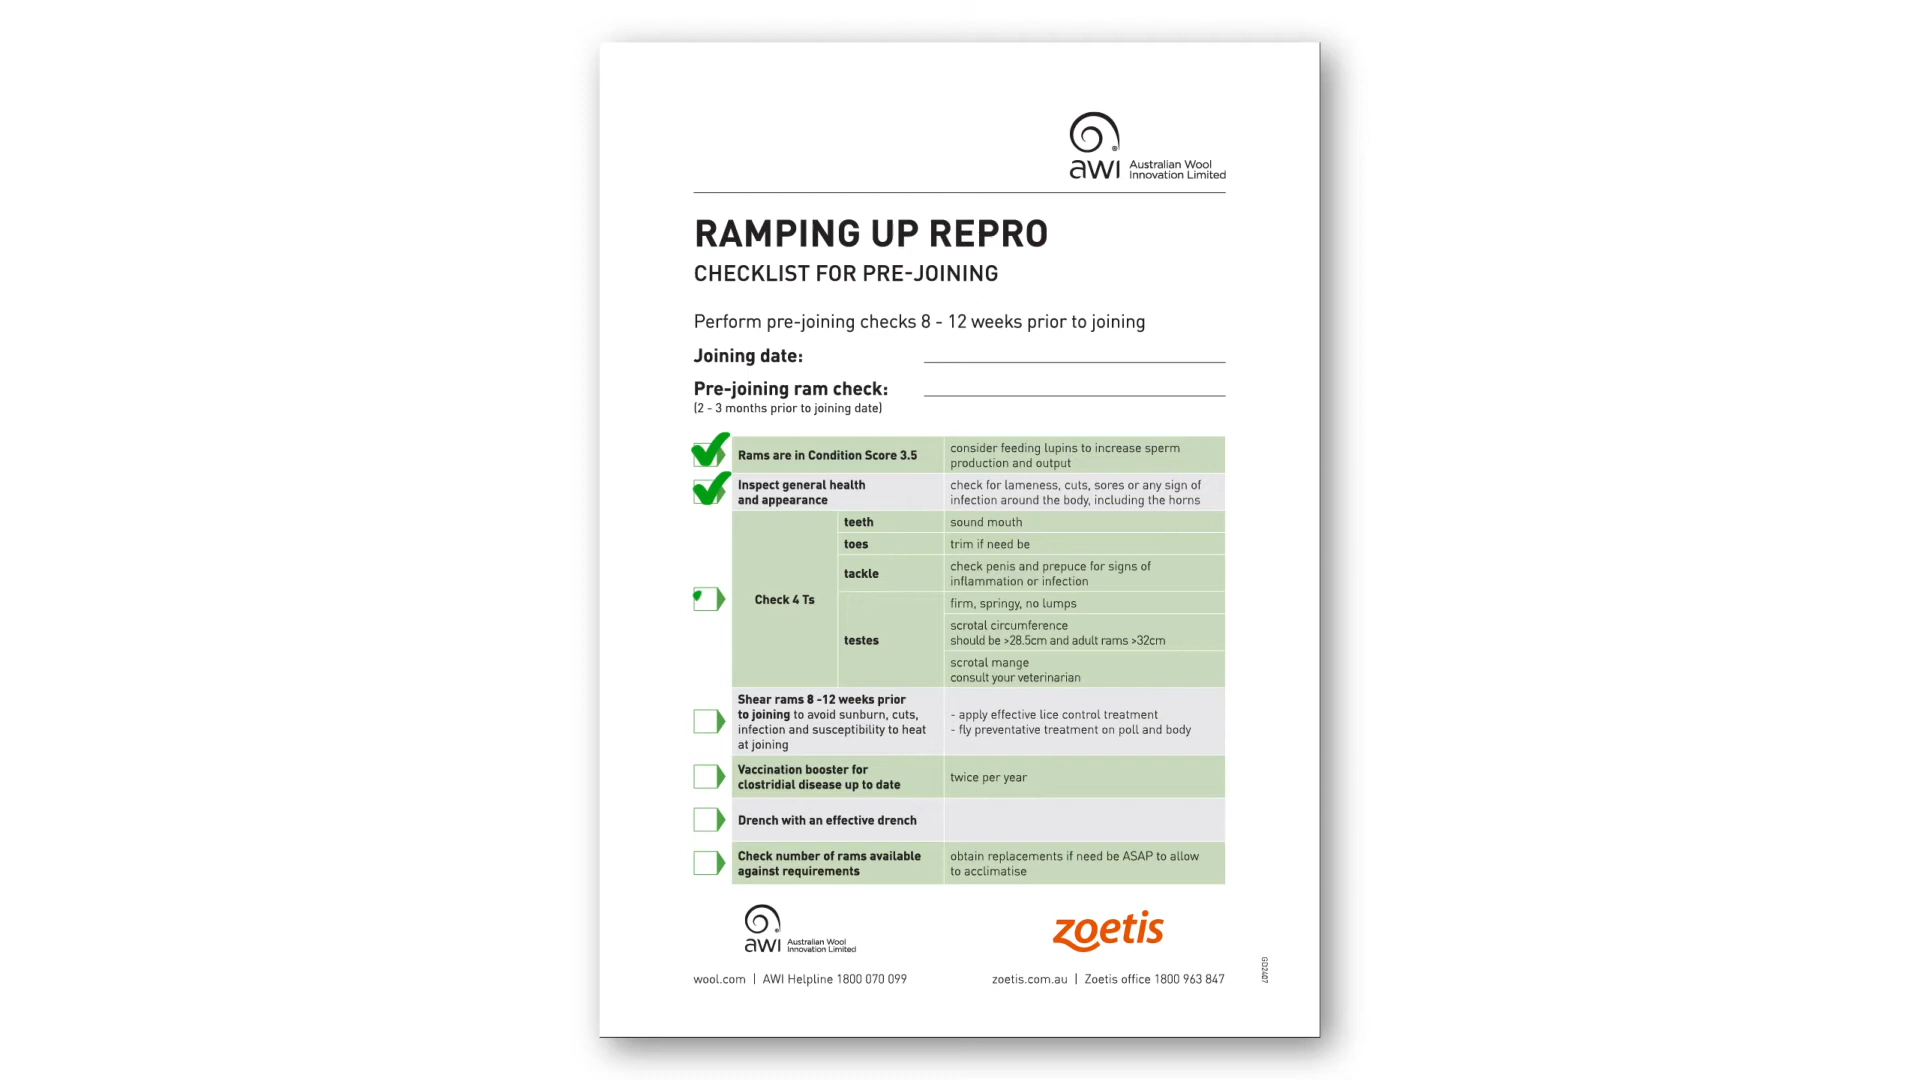 awi Australian Wool
Innovation Limited
RAMPING UP REPRO
CHECKLIST FOR PRE-JOINING
Perform pre-joining checks 8 - 12 weeks prior to joining
Joining date:
Pre-joining ram check:
(2 - 3 months prior to joining date)
Rams are in Condition Score 3.5
consider feeding lupins to increase sperm
production and output
Inspect general health
and appearance
check for lameness, cuts, sores or any sign of
infection around the body, including the horns
Check 4 Ts
teeth
sound mouth
toes
trim if need be
tackle
check penis and prepuce for signs of
inflammation or infection
testes
firm, springy, no lumps
scrotal circumference
should be >28.5cm and adult rams >32cm
scrotal mange
consult your veterinarian
Shear rams 8 -12 weeks prior
to joining to avoid sunburn, cuts,
infection and susceptibility to heat
at joining
- apply effective lice control treatment
- fly preventative treatment on poll and body
Vaccination booster for
clostridial disease up to date
twice per year
Drench with an effective drench
Check number of rams available
against requirements
obtain replacements if need be ASAP to allow
to acclimatise
awi Australian Wool
Innovation Limited
zoetis
wool.com | AWI Helpline 1800 070 099
zoetis.com.au | Zoetis office 1800 963 847
GD2407